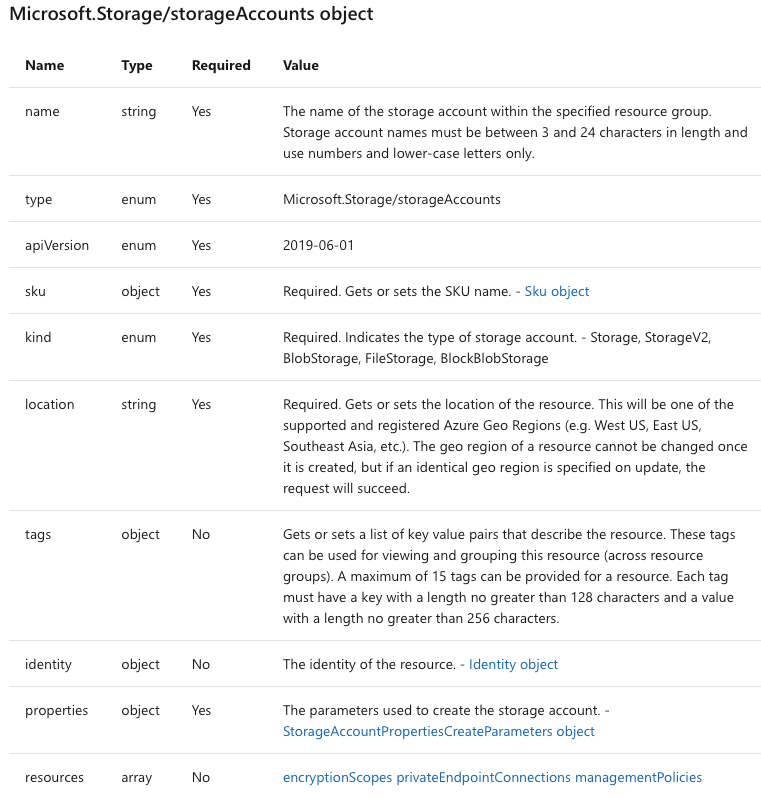 Microsoft.Storage/storageAccounts object
Name Type Required Value
name string Yes The name of the storage account within the specified resource group.
Storage account names must be between 3 and 24 characters in length and
use numbers and lower-case letters only.
type enum Yes Microsoft.Storage/storageAccounts
apiVersion enum Yes 2019-06-01
sku object Yes Required. Gets or sets the SKU name. - Sku object
kind enum Yes Required. Indicates the type of storage account. - Storage, StorageV2,
BlobStorage, FileStorage, BlockBlobStorage
location string Yes Required. Gets or sets the location of the resource. This will be one of the
supported and registered Azure Geo Regions (e.g. West US, East US,
Southeast Asia, etc.). The geo region of a resource cannot be changed once
it is created, but if an identical geo region is specified on update, the
request will succeed.
tags object No Gets or sets a list of key value pairs that describe the resource. These tags
can be used for viewing and grouping this resource (across resource
groups). A maximum of 15 tags can be provided for a resource. Each tag
must have a key with a length no greater than 128 characters and a value
with a length no greater than 256 characters.
identity object No The identity of the resource. - Identity object
properties object Yes The parameters used to create the storage account. -
StorageAccountPropertiesCreateParameters object
resources array No encryptionScopes privateEndpointConnections managementPolicies